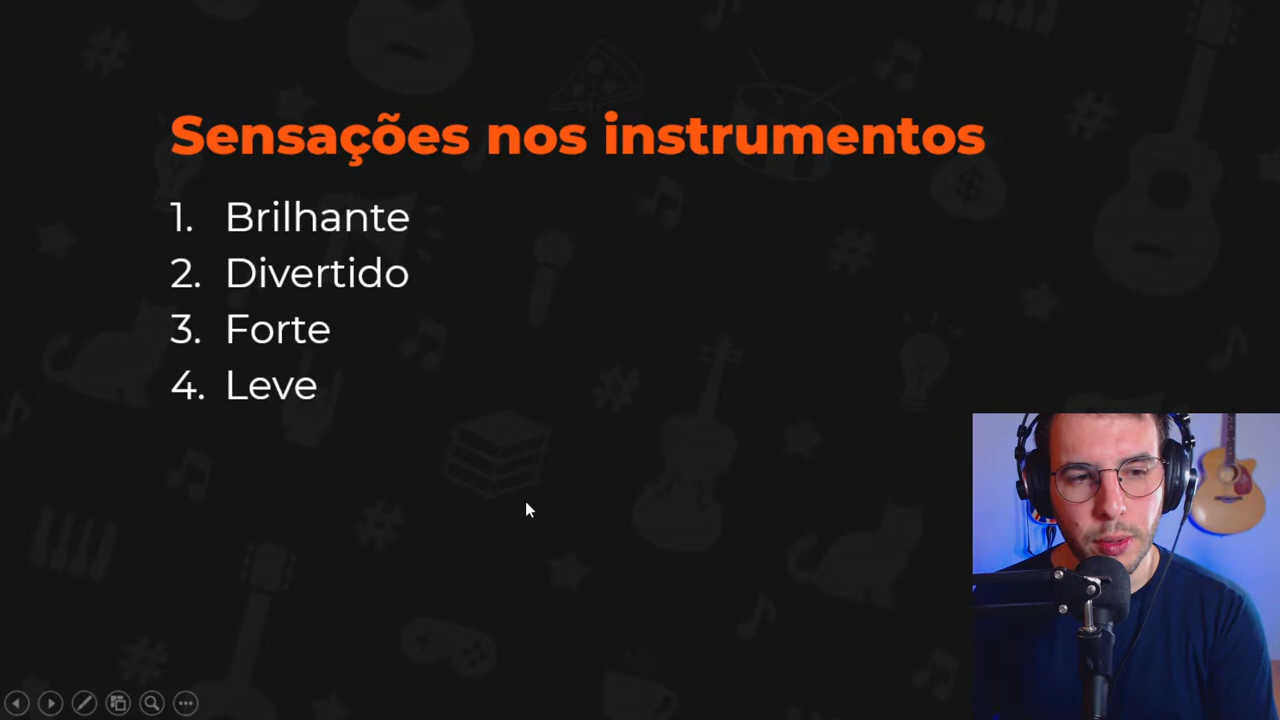 Sensações nos instrumentos
1. Brilhante
2. Divertido
3. Forte
4. Leve